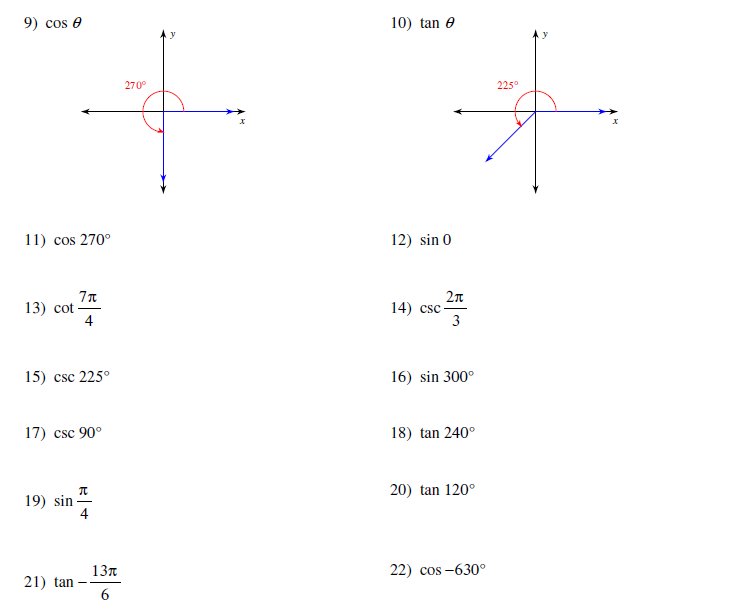 9) cos θ
10) tan θ
y
270°
x
y
225°
x
11) cos 270°
12) sin 0
13) cot 7π/4
14) csc 2π/3
15) csc 225°
16) sin 300°
17) csc 90°
18) tan 240°
19) sin π/4
20) tan 120°
21) tan −13π/6
22) cos −630°